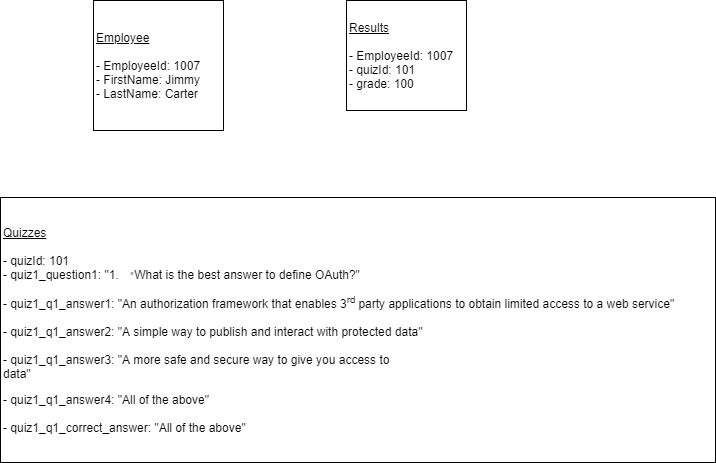 Employee
- EmployeeId: 1007
- FirstName: Jimmy
- LastName: Carter
Results
- EmployeeId: 1007
- quizId: 101
- grade: 100
Quizzes
- quizId: 101
- quiz1_question1: "1. "What is the best answer to define OAuth?"
- quiz1_q1_answer1: "An authorization framework that enables 3rd party applications to obtain limited access to a web service"
- quiz1_q1_answer2: "A simple way to publish and interact with protected data"
- quiz1_q1_answer3: "A more safe and secure way to give you access to
data"
- quiz1_q1_answer4: "All of the above"
- quiz1_q1_correct_answer: "All of the above"